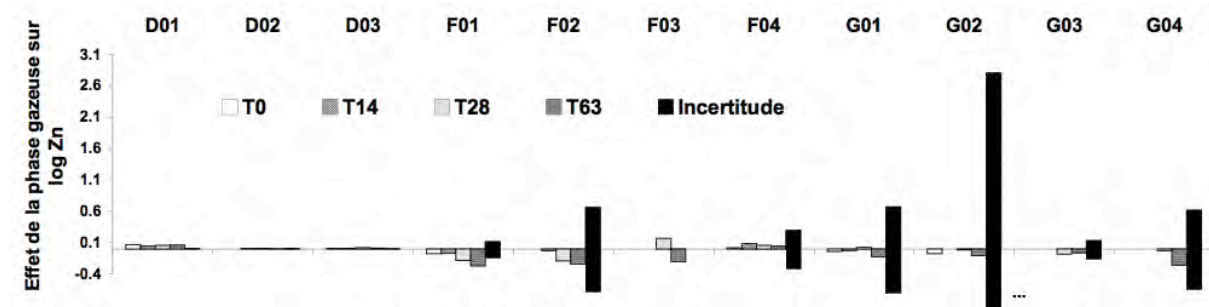 D01 D02 D03 F01 F02 F03 F04 G01 G02 G03 G04
Effet de la phase gazeuse sur
log Zn
3.1
2.6
2.1
1.6
1.1
0.6
0.1
-0.4
T0 T14 T28 T63 Incertitude
...